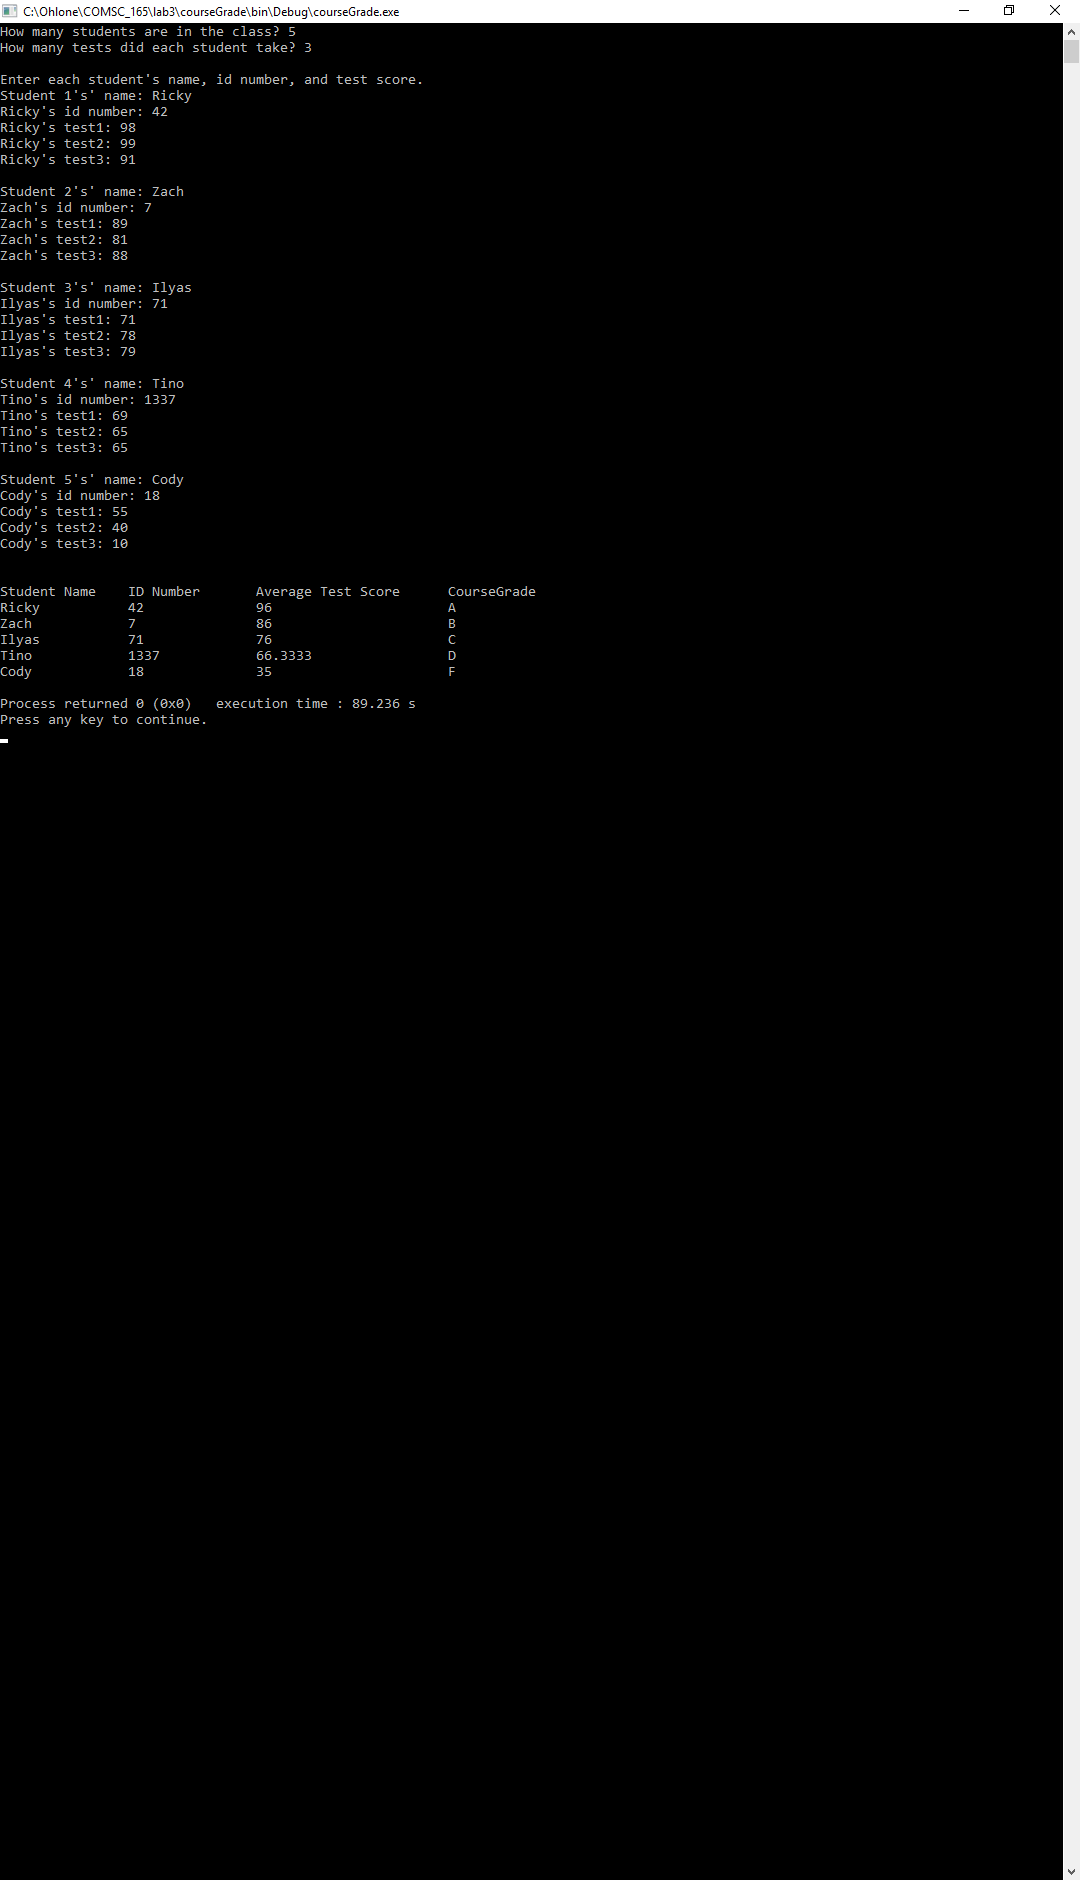 C:\Ohlone\COMSC_165\lab3\courseGrade\bin\Debug\courseGrade.exe
How many students are in the class? 5
How many tests did each student take? 3
Enter each student's name, id number, and test score.
Student 1's' name: Ricky
Ricky's id number: 42
Ricky's test1: 98
Ricky's test2: 99
Ricky's test3: 91
Student 2's' name: Zach
Zach's id number: 7
Zach's test1: 89
Zach's test2: 81
Zach's test3: 88
Student 3's' name: Ilyas
Ilyas's id number: 71
Ilyas's test1: 71
Ilyas's test2: 78
Ilyas's test3: 79
Student 4's' name: Tino
Tino's id number: 1337
Tino's test1: 69
Tino's test2: 65
Tino's test3: 65
Student 5's' name: Cody
Cody's id number: 18
Cody's test1: 55
Cody's test2: 40
Cody's test3: 10
Student Name    ID Number       Average Test Score      CourseGrade
Ricky           42              96                      A
Zach            7               86                      B
Ilyas           71              76                      C
Tino            1337            66.3333                 D
Cody            18              35                      F
Process returned 0 (0x0)   execution time : 89.236 s
Press any key to continue.